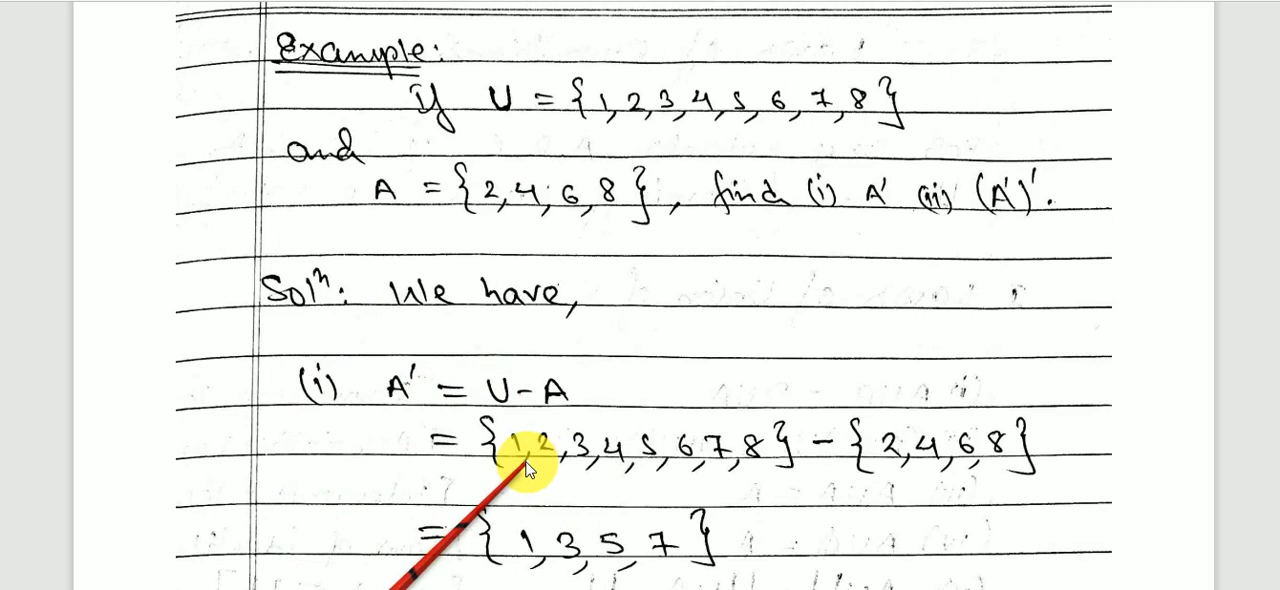 Example:
If U = {1, 2, 3, 4, 5, 6, 7, 8}
and
A = {2, 4, 6, 8}, find (i) A' (ii) (A')'.
Solⁿ: We have,
(i) A' = U - A
= {1, 2, 3, 4, 5, 6, 7, 8} - {2, 4, 6, 8}
= {1, 3, 5, 7}